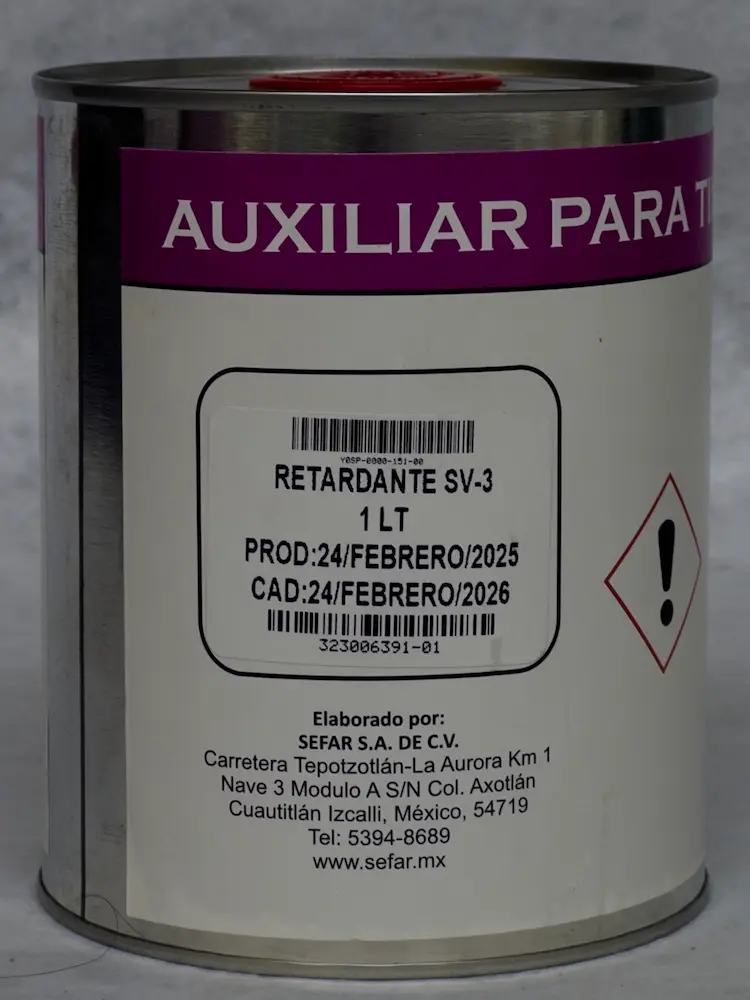 AUXILIAR PARA TI
Y0SP-0000-151-00
RETARDANTE SV-3
1 LT
PROD:24/FEBRERO/2025
CAD:24/FEBRERO/2026
323006391-01
Elaborado por:
SEFAR S.A. DE C.V.
Carretera Tepotzotlán-La Aurora Km 1
Nave 3 Modulo A S/N Col. Axotlán
Cuautitlán Izcalli, México, 54719
Tel: 5394-8689
www.sefar.mx